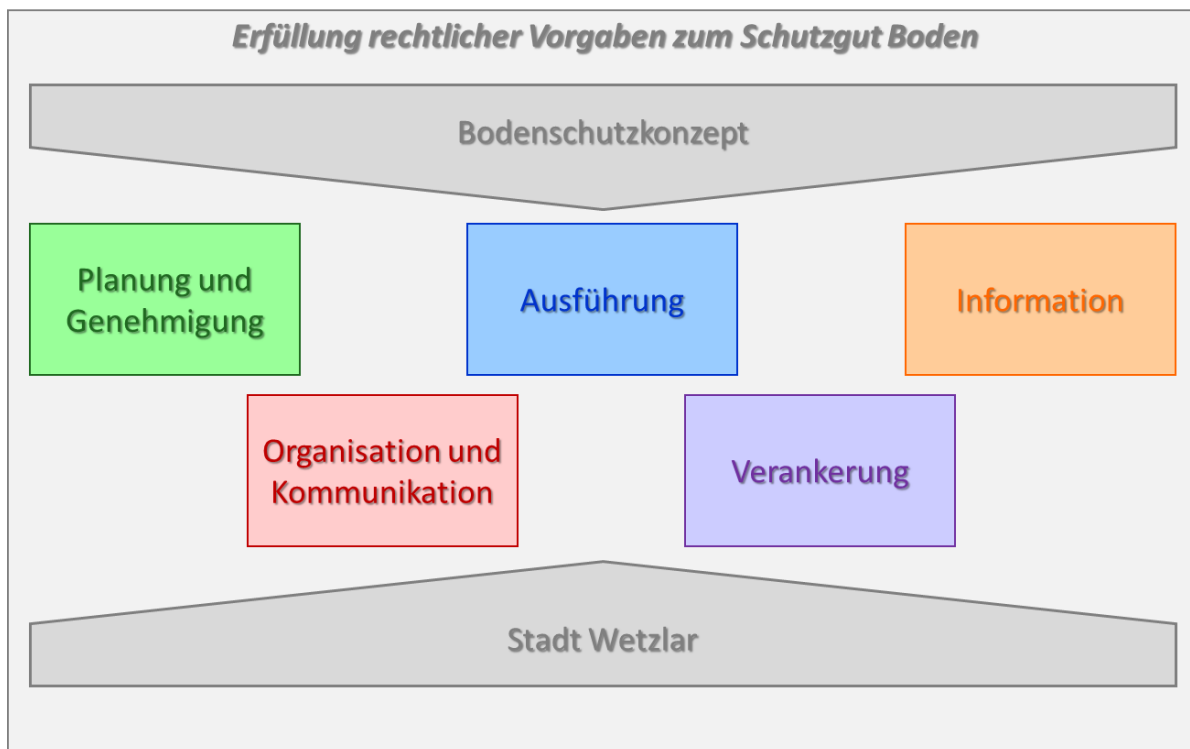 Erfüllung rechtlicher Vorgaben zum Schutzgut Boden
Bodenschutzkonzept
Planung und
Genehmigung
Ausführung
Information
Organisation und
Kommunikation
Verankerung
Stadt Wetzlar